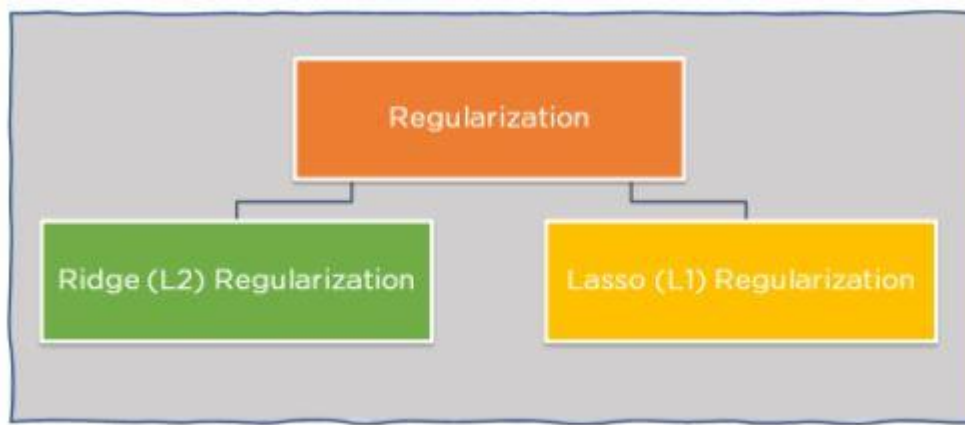 Regularization
Ridge (L2) Regularization
Lasso (L1) Regularization